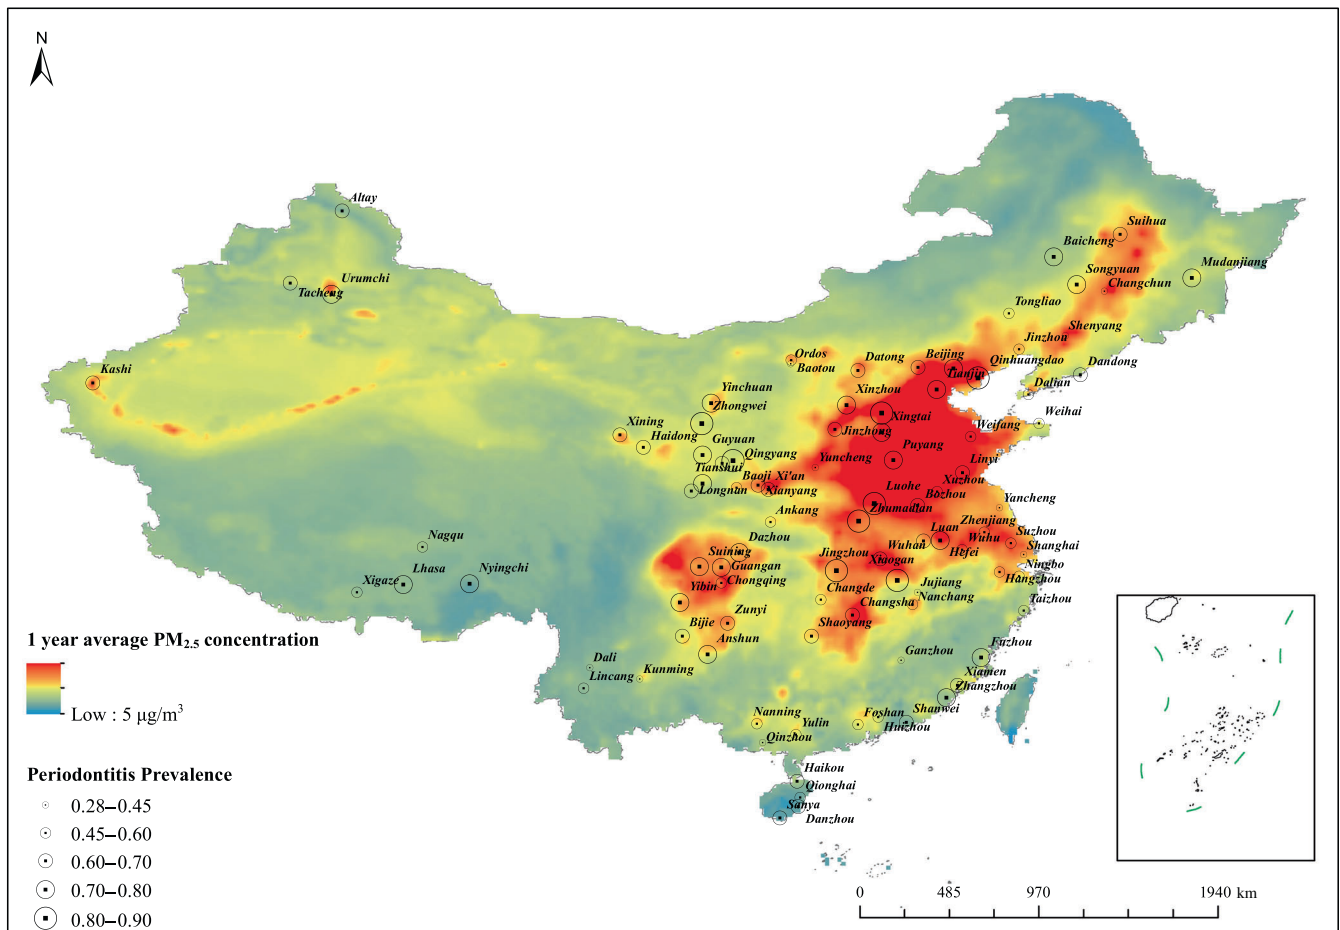 N
Altay
Suihua
Baicheng
Mudanjiang
Urumchi
Songyuan
Tacheng
Changchun
Tongliao
Shenyang
Jinzhou
Ordos
Baotou
Datong
Beijing
Qinhuangdao
Dandong
Kashi
Tianjin
Dalian
Yinchuan
Zhongwei
Xinzhou
Xingtai
Weihai
Xining
Haidong
Jinzhong
Weifang
Guyuan
Qingyang
Puyang
Yuncheng
Linyi
Tianshui
Baoji
Xi'an
Xuzhou
Longnan
Xianyang
Luohe
Bozhou
Yancheng
Zhumadian
Ankang
Zhenjiang
Luan
Suzhou
Nagqu
Dazhou
Wuhan
Wuhu
Hefei
Shanghai
Suining
Jingzhou
Xiaogan
Lhasa
Nyingchi
Guangan
Ningbo
Xigaze
Chongqing
Hangzhou
Yibin
Changde
Jujiang
Nanchang
Changsha
Taizhou
Zunyi
Bijie
Shaoyang
1 year average PM2.5 concentration
Anshun
Fuzhou
Dali
Kunming
Ganzhou
Lincang
Xiamen
Zhangzhou
Low : 5 μg/m³
Nanning
Foshan
Shanwei
Yulin
Huizhou
Qinzhou
Periodontitis Prevalence
Haikou
Qionghai
0.28–0.45
Sanya
Danzhou
0.45–0.60
0.60–0.70
0.70–0.80
0.80–0.90
0 485 970 1940 km